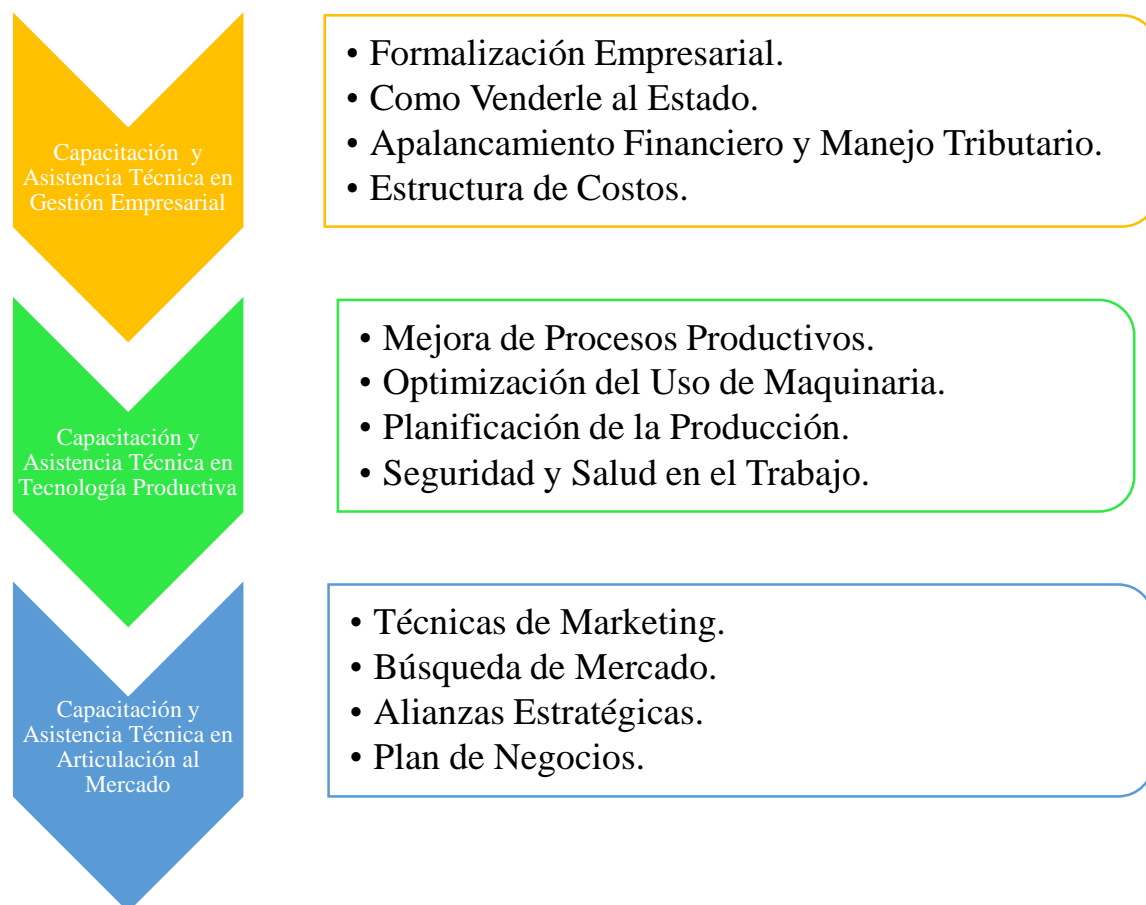 Capacitación y
Asistencia Técnica en
Gestión Empresarial
• Formalización Empresarial.
• Como Venderle al Estado.
• Apalancamiento Financiero y Manejo Tributario.
• Estructura de Costos.
Capacitación y
Asistencia Técnica en
Tecnología Productiva
• Mejora de Procesos Productivos.
• Optimización del Uso de Maquinaria.
• Planificación de la Producción.
• Seguridad y Salud en el Trabajo.
Capacitación y
Asistencia Técnica en
Articulación al
Mercado
• Técnicas de Marketing.
• Búsqueda de Mercado.
• Alianzas Estratégicas.
• Plan de Negocios.